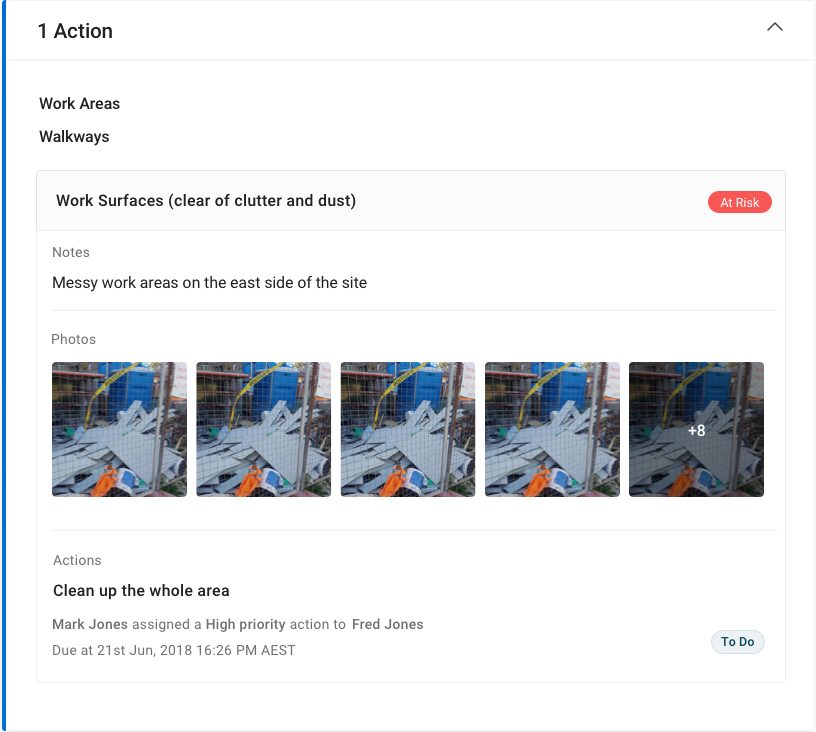 1 Action
Work Areas
Walkways
Work Surfaces (clear of clutter and dust)
At Risk
Notes
Messy work areas on the east side of the site
Photos
+8
Actions
Clean up the whole area
Mark Jones assigned a High priority action to Fred Jones
Due at 21st Jun, 2018 16:26 PM AEST
To Do